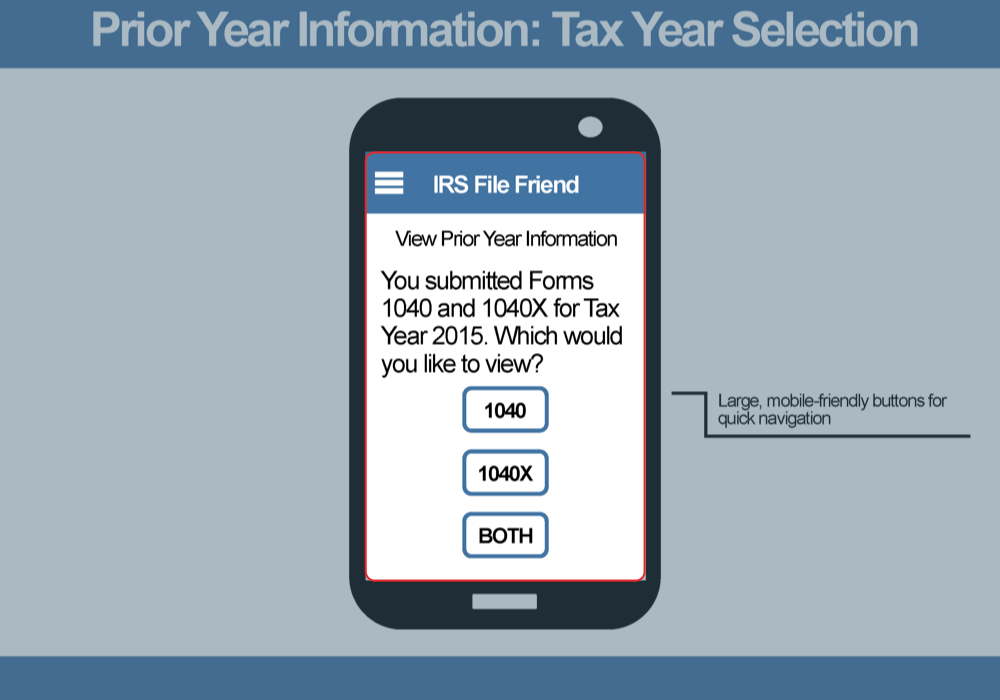 Prior Year Information: Tax Year Selection
IRS File Friend
View Prior Year Information
You submitted Forms
1040 and 1040X for Tax
Year 2015. Which would
you like to view?
1040
1040X
BOTH
Large, mobile-friendly buttons for
quick navigation